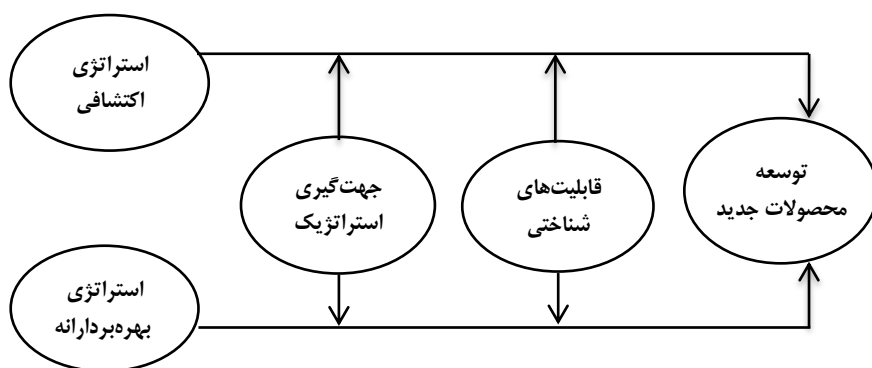 استراتژی
اکتشافی
جهت‌گیری
استراتژیک
قابلیت‌های
شناختی
توسعه
محصولات جدید
استراتژی
بهره‌بردارانه